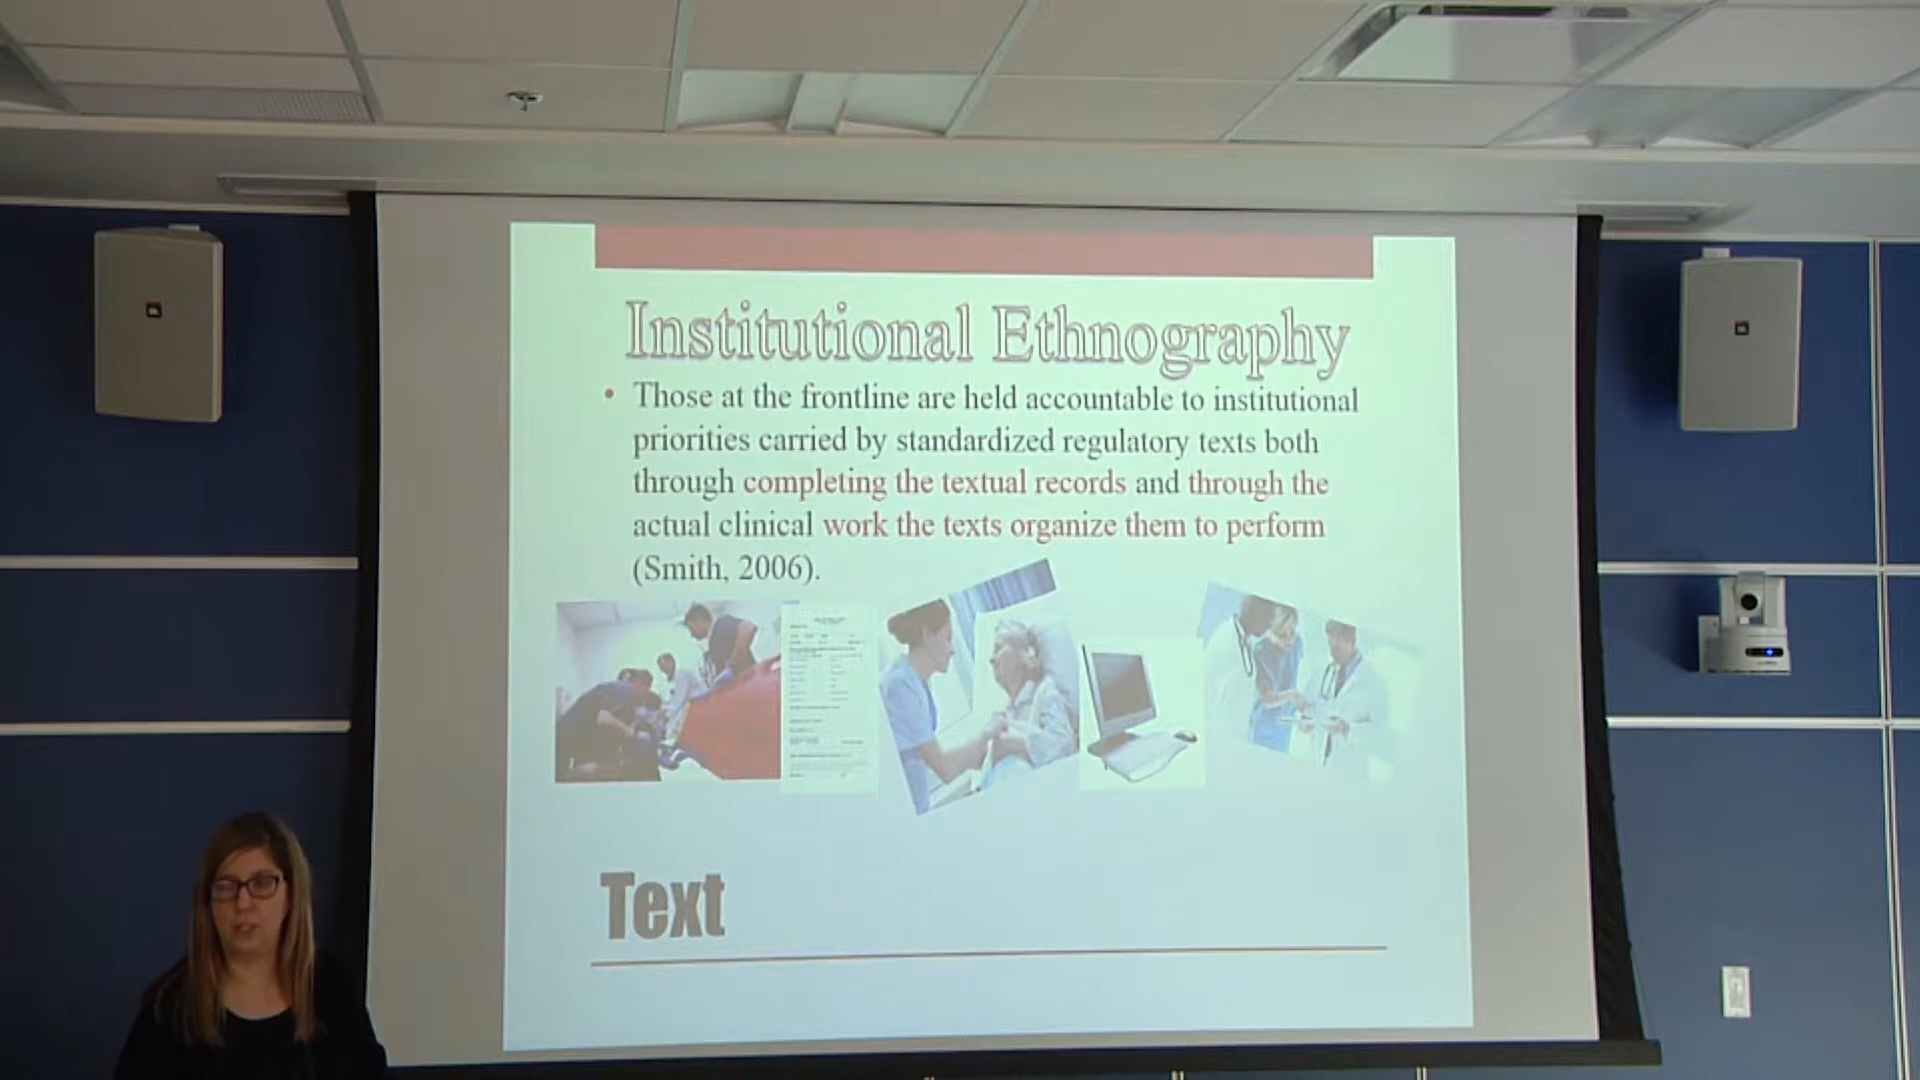 Institutional Ethnography
• Those at the frontline are held accountable to institutional
priorities carried by standardized regulatory texts both
through completing the textual records and through the
actual clinical work the texts organize them to perform
(Smith, 2006).
Text